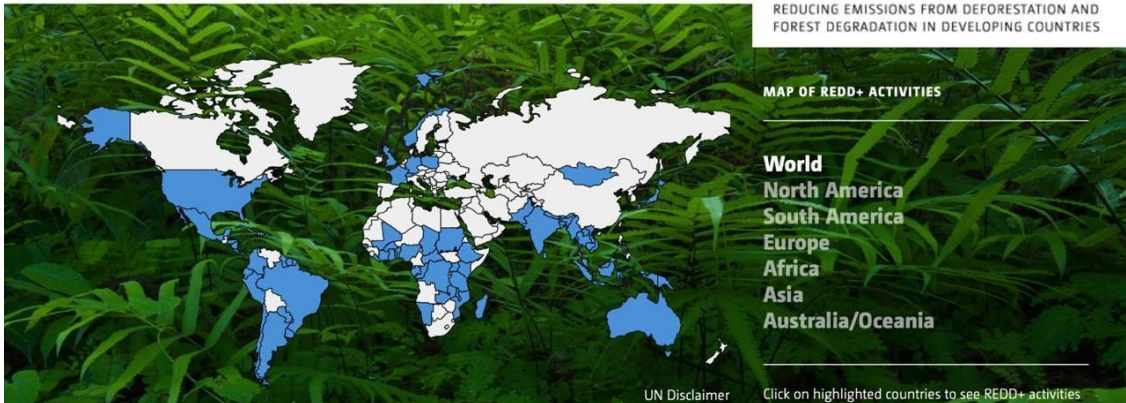 REDUCING EMISSIONS FROM DEFORESTATION AND
FOREST DEGRADATION IN DEVELOPING COUNTRIES
MAP OF REDD+ ACTIVITIES
World
North America
South America
Europe
Africa
Asia
Australia/Oceania
UN Disclaimer
Click on highlighted countries to see REDD+ activities